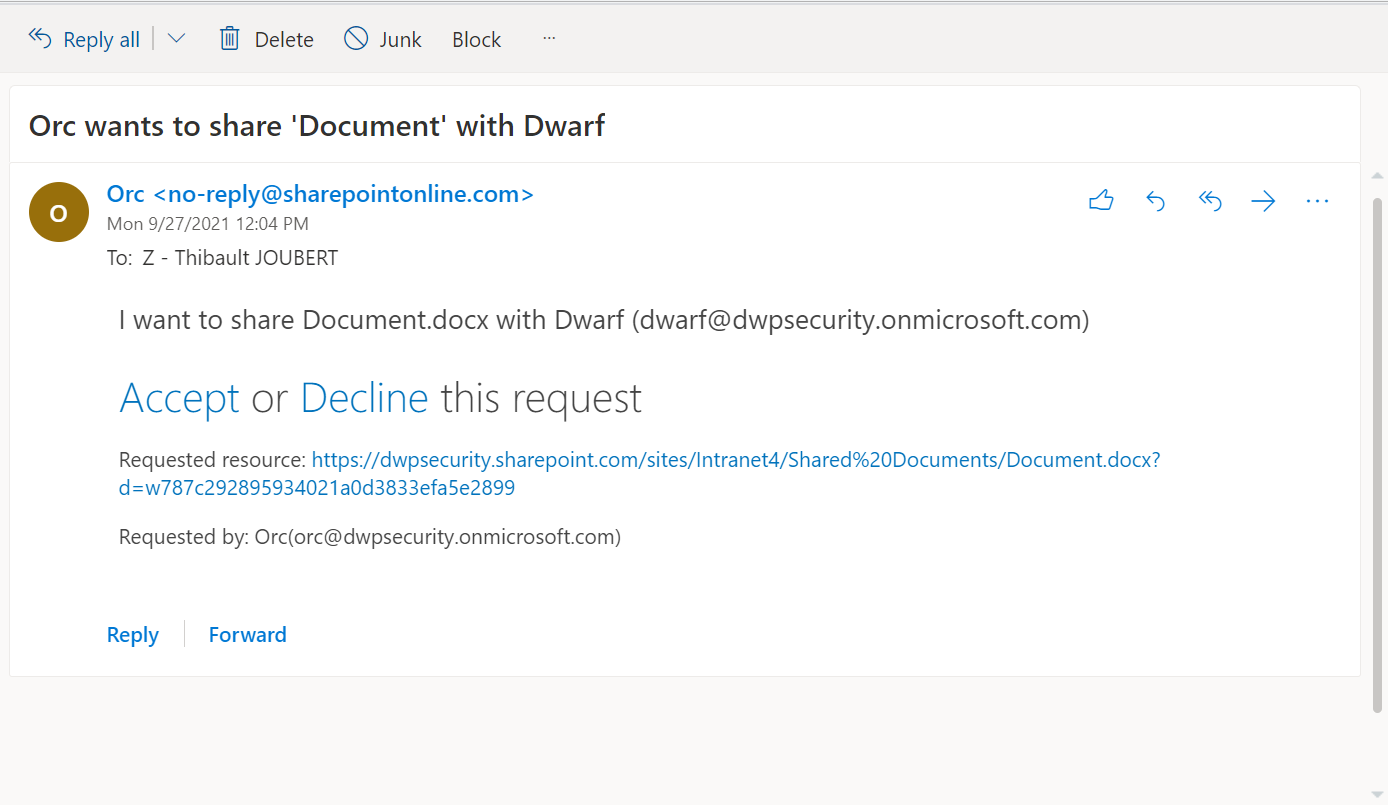 Reply all Delete Junk Block ...
Orc wants to share 'Document' with Dwarf
O
Orc <no-reply@sharepointonline.com>
Mon 9/27/2021 12:04 PM
To: Z - Thibault JOUBERT
I want to share Document.docx with Dwarf (dwarf@dwpsecurity.onmicrosoft.com)
Accept or Decline this request
Requested resource: https://dwpsecurity.sharepoint.com/sites/Intranet4/Shared%20Documents/Document.docx?
d=w787c292895934021a0d3833efa5e2899
Requested by: Orc(orc@dwpsecurity.onmicrosoft.com)
Reply Forward